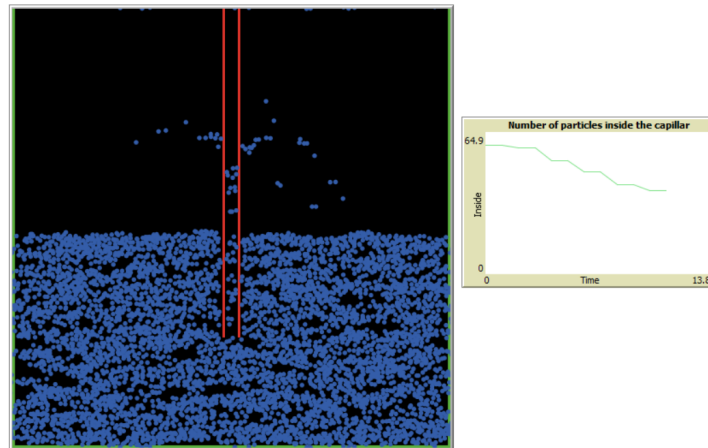 Number of particles inside the capillar
64.9
Inside
0
0
Time
13.8